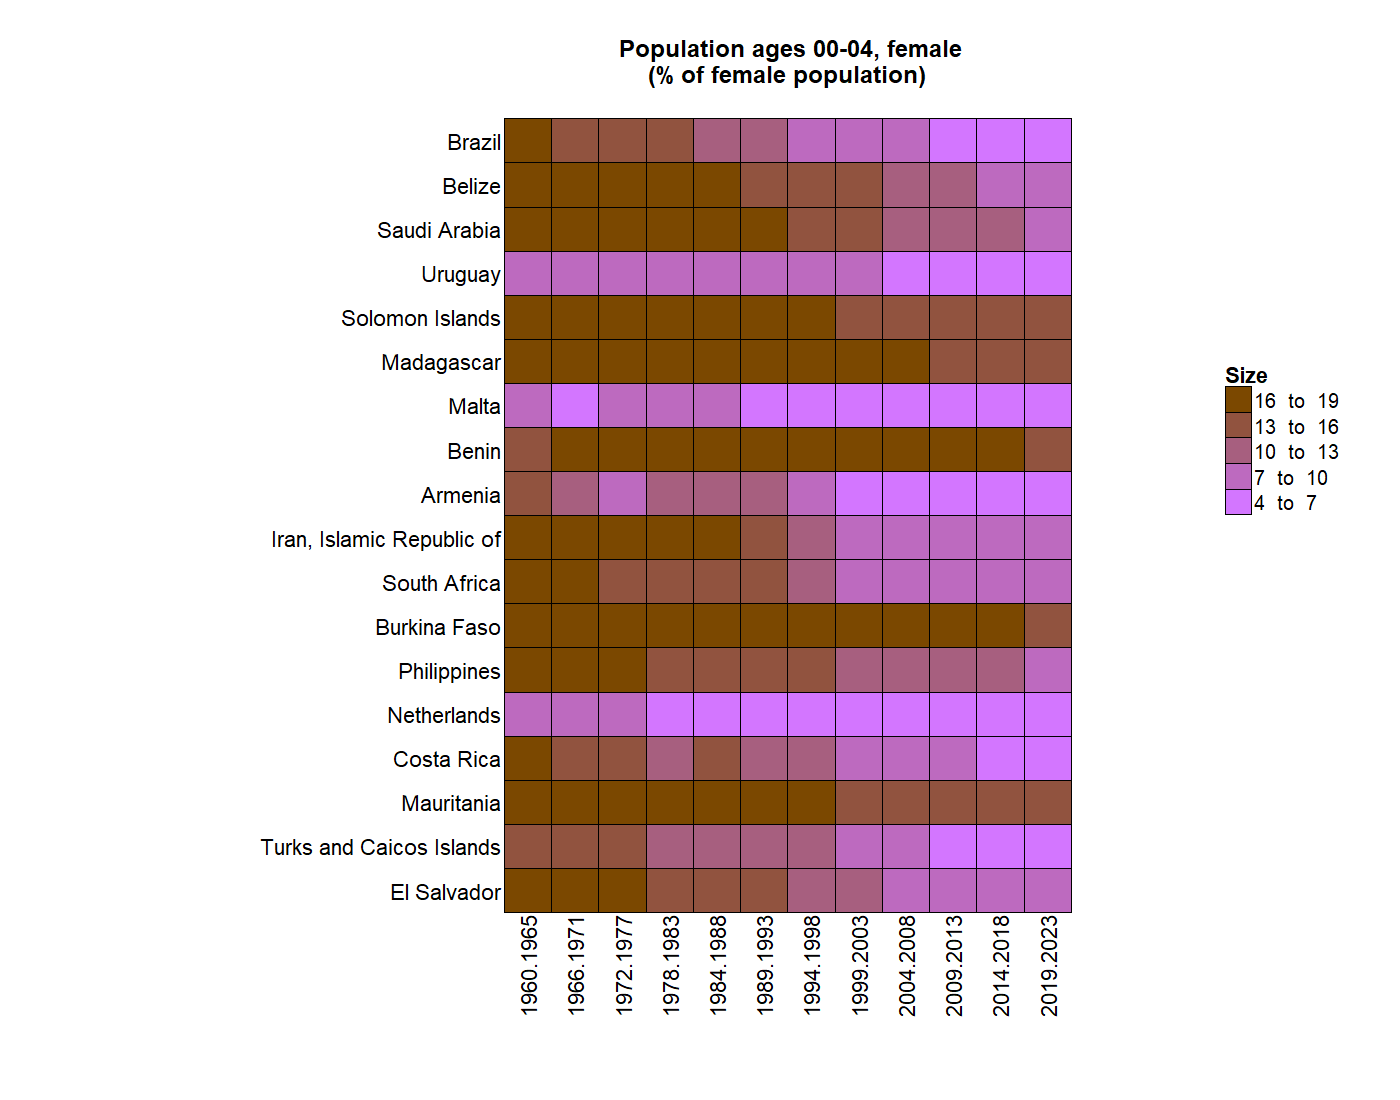 Population ages 00-04, female
(% of female population)
Brazil
Belize
Saudi Arabia
Uruguay
Solomon Islands
Madagascar
Malta
Benin
Armenia
Iran, Islamic Republic of
South Africa
Burkina Faso
Philippines
Netherlands
Costa Rica
Mauritania
Turks and Caicos Islands
El Salvador
1960.1965
1966.1971
1972.1977
1978.1983
1984.1988
1989.1993
1994.1998
1999.2003
2004.2008
2009.2013
2014.2018
2019.2023
Size
16 to 19
13 to 16
10 to 13
7 to 10
4 to 7